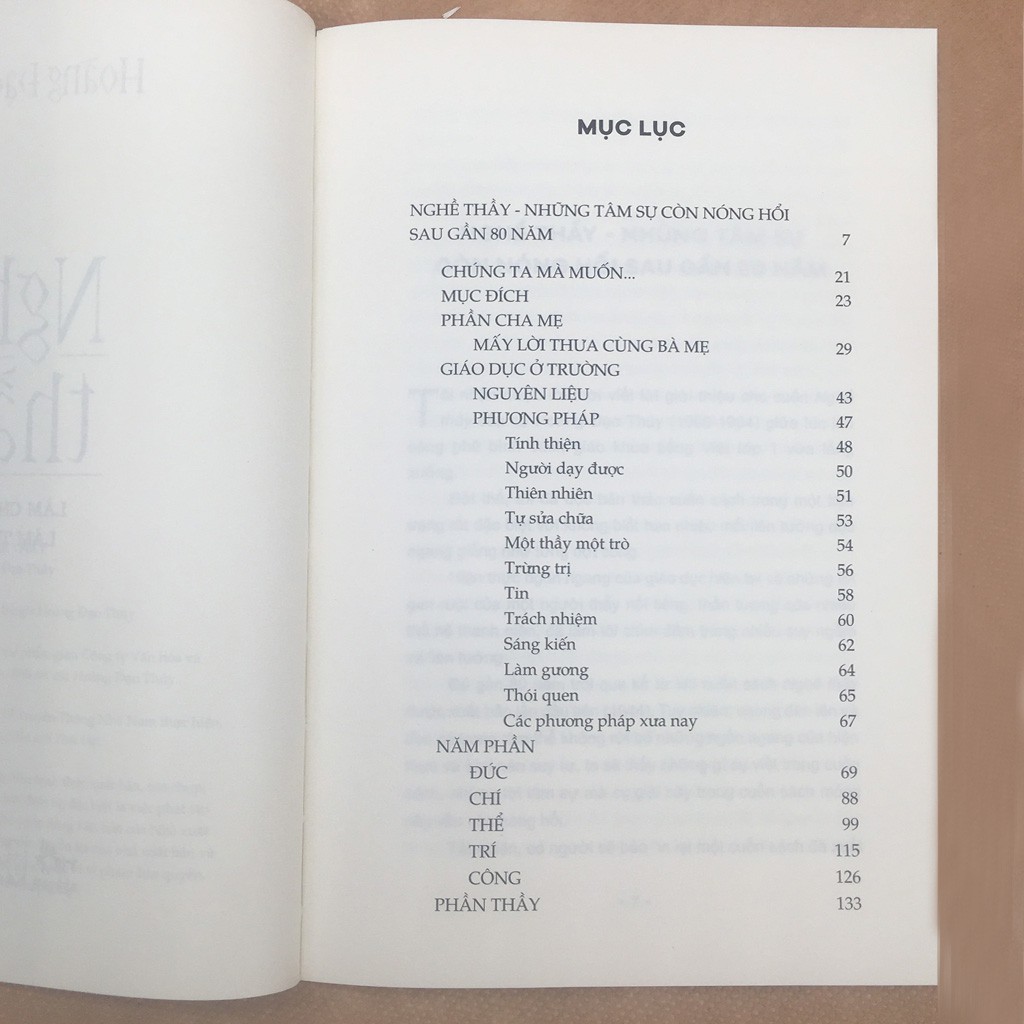 MỤC LỤC
NGHỀ THẦY - NHỮNG TÂM SỰ CÒN NÓNG HỔI
SAU GẦN 80 NĂM 7
CHÚNG TA MÀ MUỐN... 21
MỤC ĐÍCH 23
PHẦN CHA MẸ
MẤY LỜI THƯA CÙNG BÀ MẸ 29
GIÁO DỤC Ở TRƯỜNG
NGUYÊN LIỆU 43
PHƯƠNG PHÁP 47
Tính thiện 48
Người dạy được 50
Thiên nhiên 51
Tự sửa chữa 53
Một thầy một trò 54
Trừng trị 56
Tin 58
Trách nhiệm 60
Sáng kiến 62
Làm gương 64
Thói quen 65
Các phương pháp xưa nay 67
NĂM PHẦN
ĐỨC 69
CHÍ 88
THỂ 99
TRÍ 115
CÔNG 126
PHẦN THẦY 133